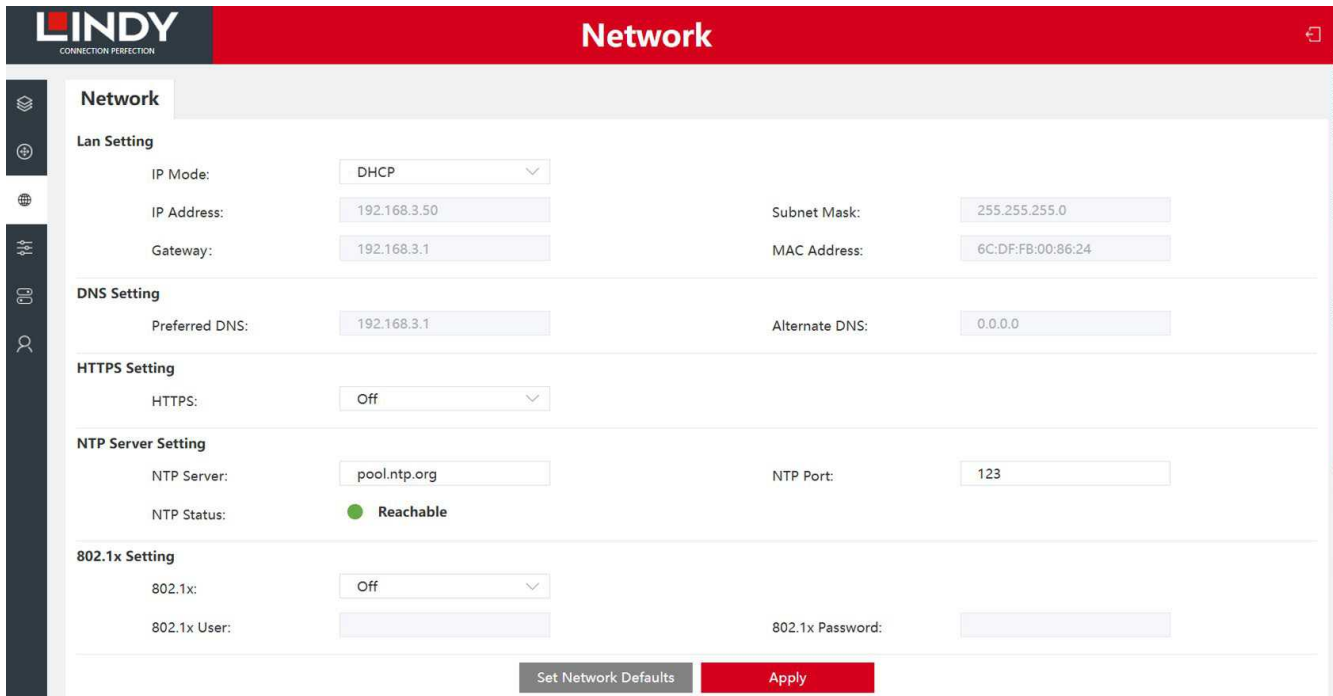 LINDY
CONNECTION PERFECTION
Network
Network
Lan Setting
IP Mode: DHCP
IP Address: 192.168.3.50 Subnet Mask: 255.255.255.0
Gateway: 192.168.3.1 MAC Address: 6C:DF:FB:00:86:24
DNS Setting
Preferred DNS: 192.168.3.1 Alternate DNS: 0.0.0.0
HTTPS Setting
HTTPS: Off
NTP Server Setting
NTP Server: pool.ntp.org NTP Port: 123
NTP Status: Reachable
802.1x Setting
802.1x: Off
802.1x User: 802.1x Password:
Set Network Defaults Apply